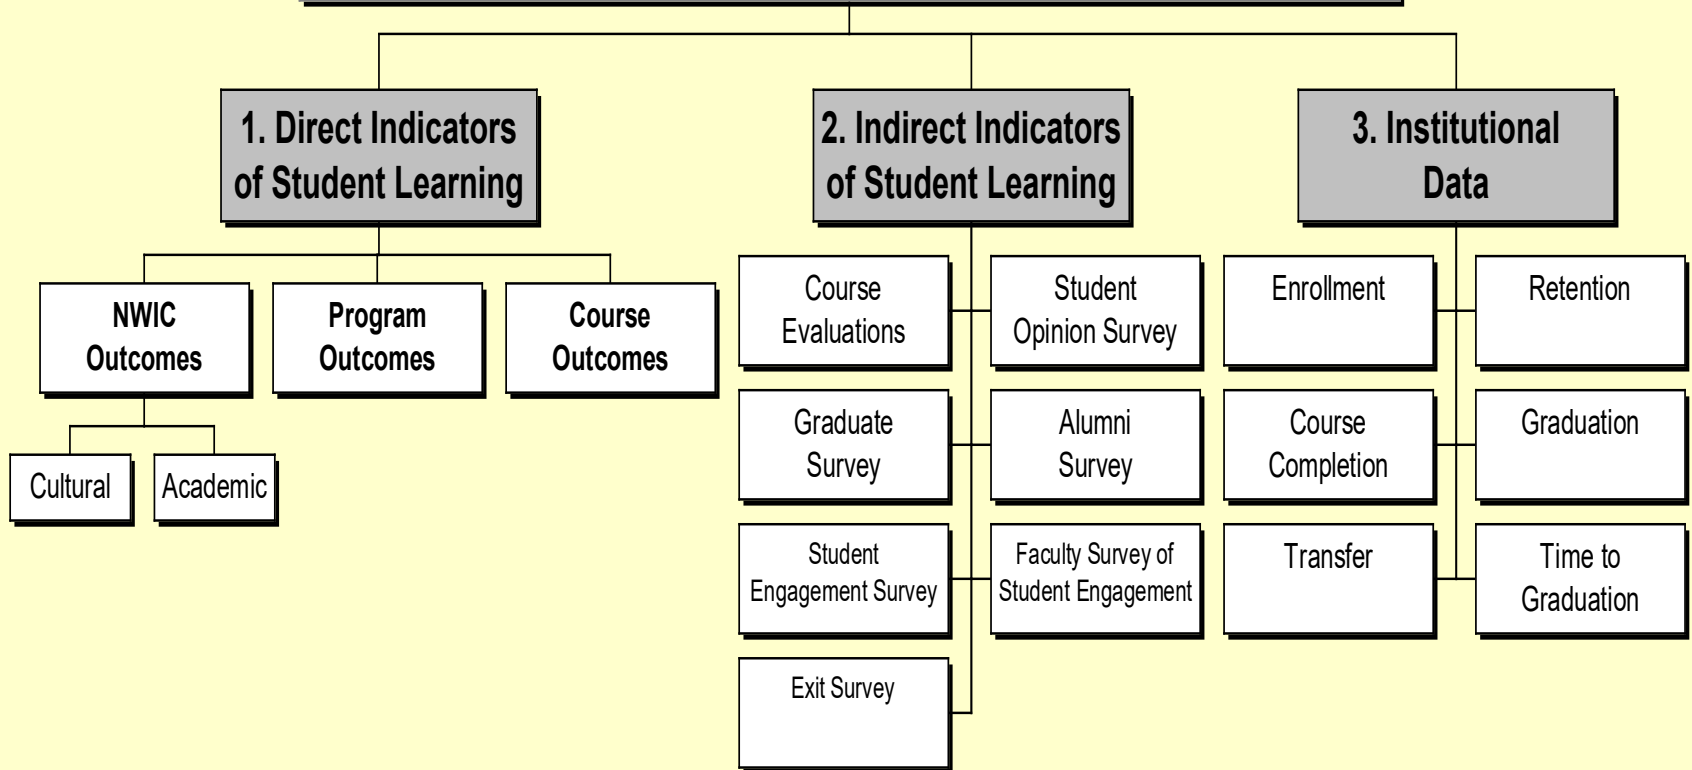 1. Direct Indicators
of Student Learning
2. Indirect Indicators
of Student Learning
3. Institutional
Data
NWIC
Outcomes
Program
Outcomes
Course
Outcomes
Cultural
Academic
Course
Evaluations
Student
Opinion Survey
Graduate
Survey
Alumni
Survey
Student
Engagement Survey
Faculty Survey of
Student Engagement
Exit Survey
Enrollment
Retention
Course
Completion
Graduation
Transfer
Time to
Graduation